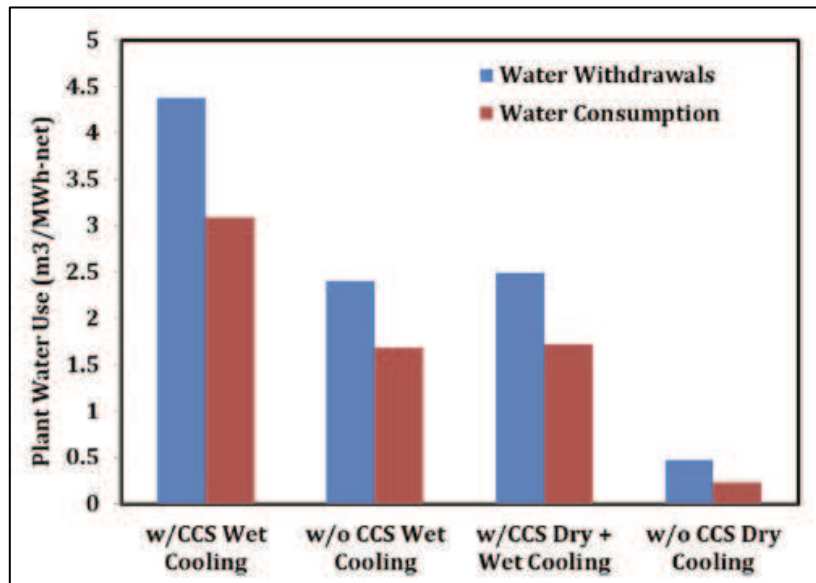 5
4.5
4
3.5
3
2.5
2
1.5
1
0.5
0
Plant Water Use (m3/MWh-net)
Water Withdrawals
Water Consumption
w/CCS Wet
Cooling
w/o CCS Wet
Cooling
w/CCS Dry +
Wet Cooling
w/o CCS Dry
Cooling